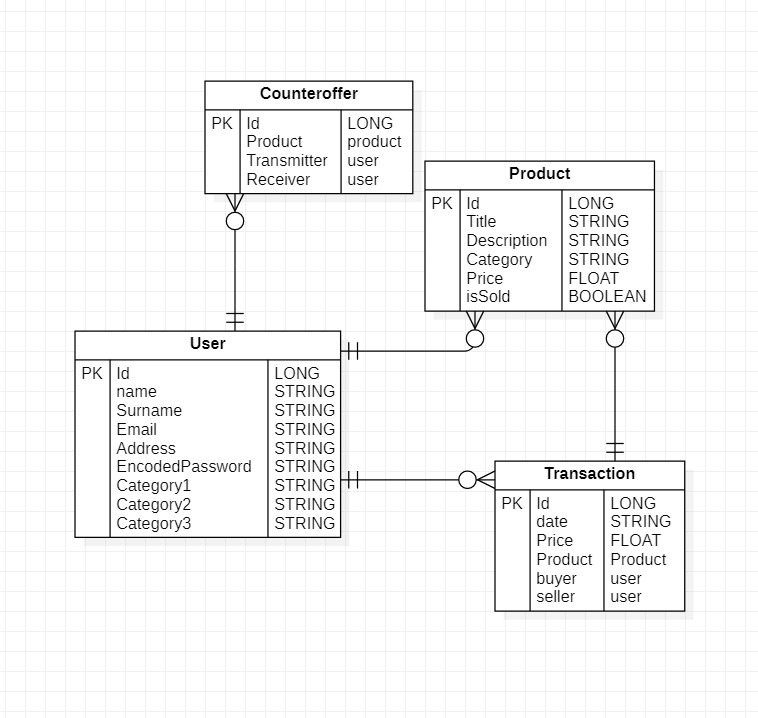 Counteroffer
PK Id LONG
Product product
Transmitter user
Receiver user
Product
PK Id LONG
Title STRING
Description STRING
Category STRING
Price FLOAT
isSold BOOLEAN
User
PK Id LONG
name STRING
Surname STRING
Email STRING
Address STRING
EncodedPassword STRING
Category1 STRING
Category2 STRING
Category3 STRING
Transaction
PK Id LONG
date STRING
Price FLOAT
Product Product
buyer user
seller user